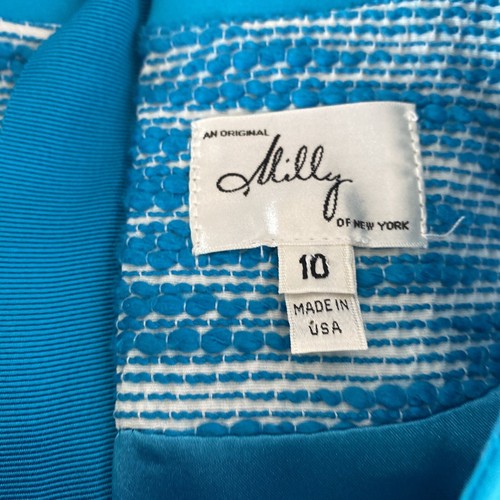 AN ORIGINAL
Milly
OF NEW YORK
10
MADE IN
USA